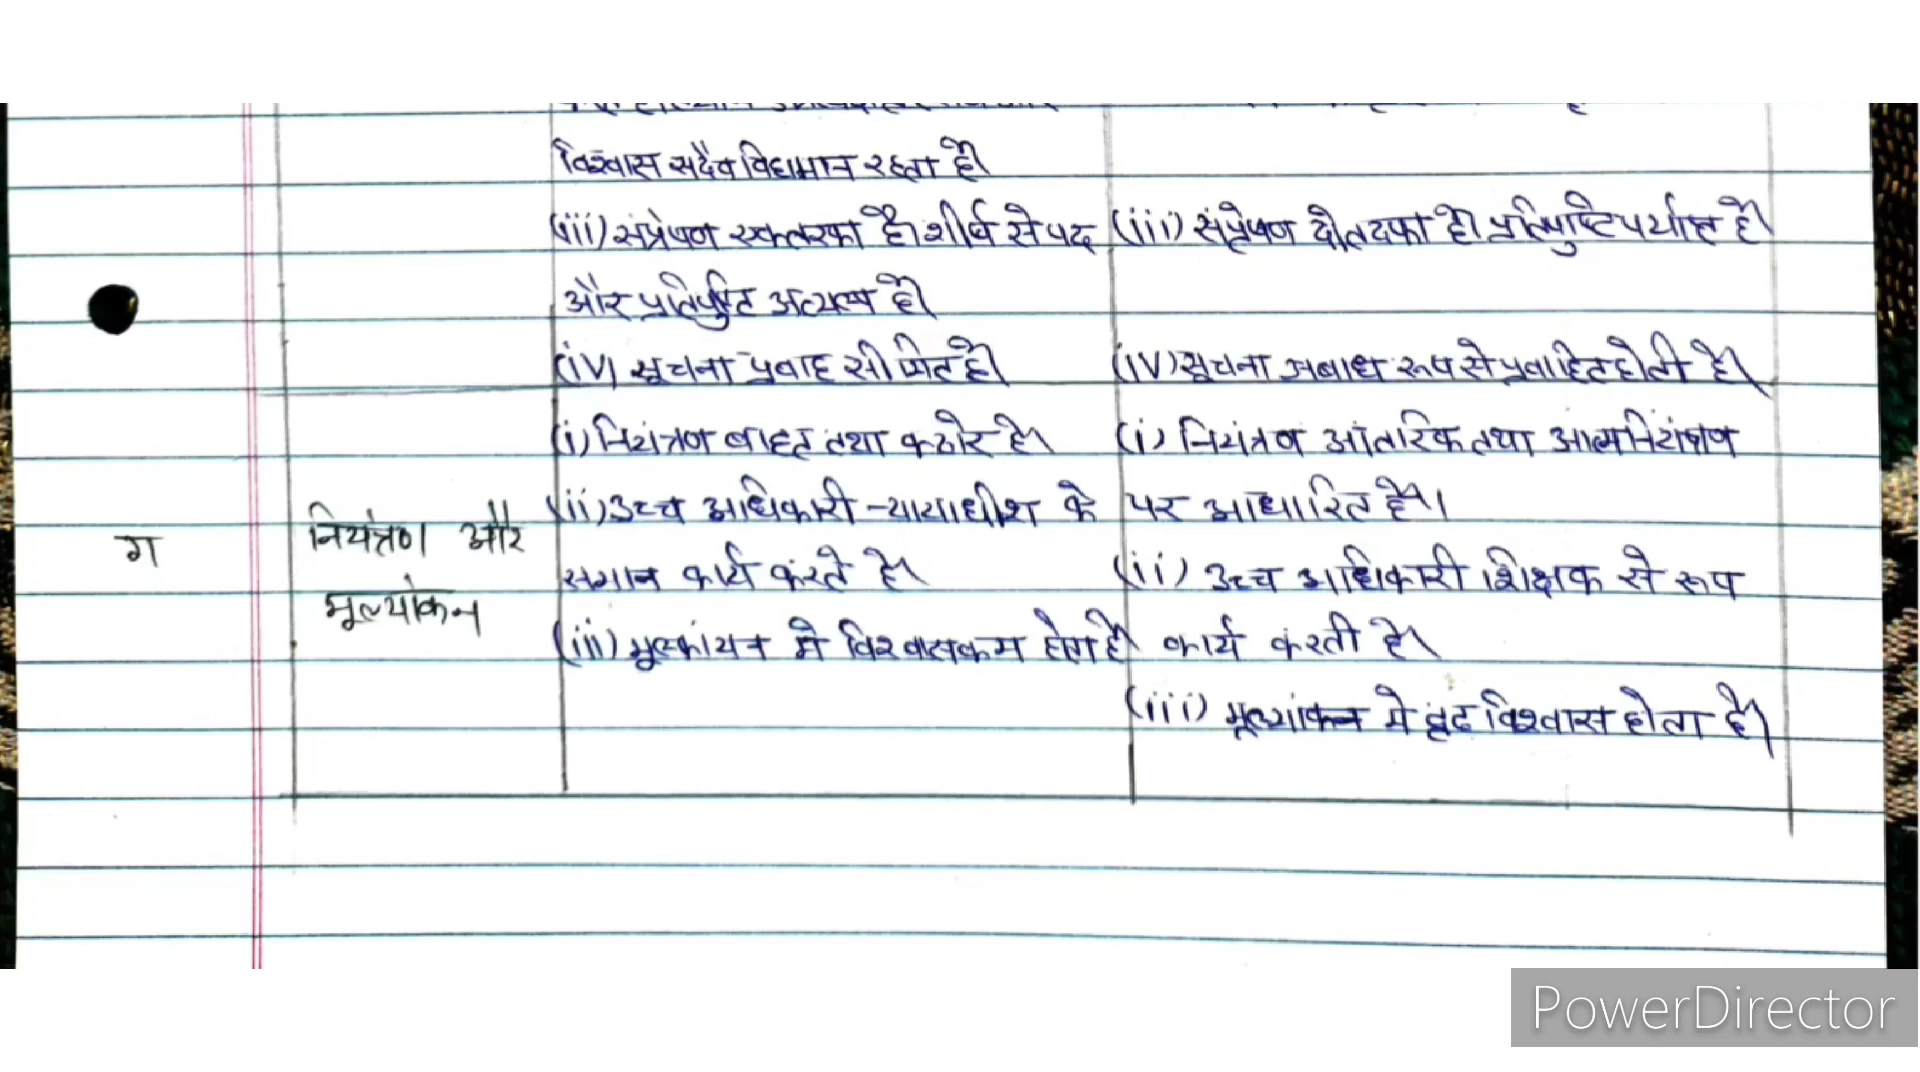 विश्वास सदैव विद्यमान रहता है।
(iii) संप्रेषण एकतरफा है। शीर्ष से पद
(iii) संप्रेषण दोतरफा है। प्रतिपुष्टि पर्याप्त है।
और प्रतिपुष्टि अत्यल्प है।
(iv) सूचना प्रवाह सीमित है।
(iv) सूचना अबाध रूप से प्रवाहित होती है।
(i) नियंत्रण बाह्य तथा कठोर है।
(i) नियंत्रण आंतरिक तथा आत्मनियंत्रण
(ii) उच्च अधिकारी न्यायाधीश के
पर आधारित है।
ग
नियंत्रण और
समान कार्य करते है।
(ii) उच्च अधिकारी शिक्षक से रूप
मूल्यांकन
(iii) मूल्कांयन मे विश्वास कम होता है
कार्य करती है।
(iii) मूल्यांकन मे दृढ विश्वास होता है।
PowerDirector